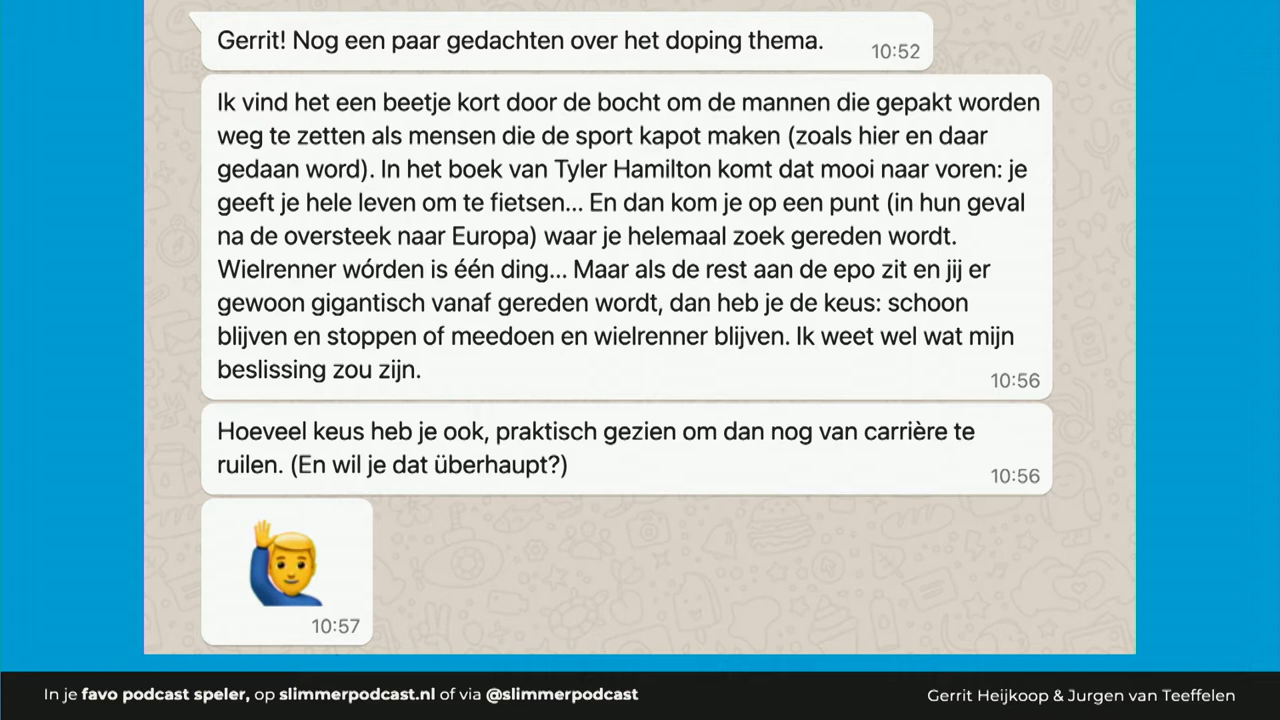 Gerrit! Nog een paar gedachten over het doping thema.
10:52
Ik vind het een beetje kort door de bocht om de mannen die gepakt worden
weg te zetten als mensen die de sport kapot maken (zoals hier en daar
gedaan word). In het boek van Tyler Hamilton komt dat mooi naar voren: je
geeft je hele leven om te fietsen... En dan kom je op een punt (in hun geval
na de oversteek naar Europa) waar je helemaal zoek gereden wordt.
Wielrenner wórden is één ding... Maar als de rest aan de epo zit en jij er
gewoon gigantisch vanaf gereden wordt, dan heb je de keus: schoon
blijven en stoppen of meedoen en wielrenner blijven. Ik weet wel wat mijn
beslissing zou zijn.
10:56
Hoeveel keus heb je ook, praktisch gezien om dan nog van carrière te
ruilen. (En wil je dat überhaupt?)
10:56
10:57
In je favo podcast speler, op slimmerpodcast.nl of via @slimmerpodcast
Gerrit Heijkoop & Jurgen van Teeffelen